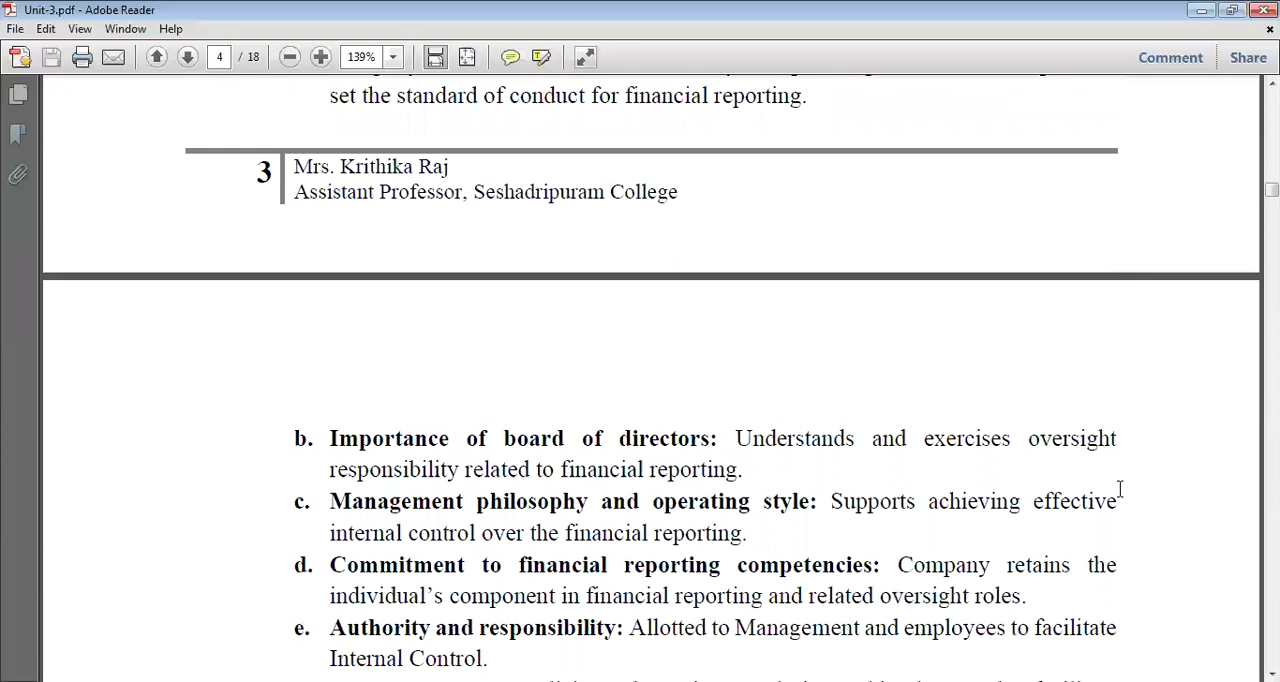 Unit-3.pdf - Adobe Reader
File Edit View Window Help
4 / 18 139% Comment Share
set the standard of conduct for financial reporting.
3 Mrs. Krithika Raj
Assistant Professor, Seshadripuram College
b. Importance of board of directors: Understands and exercises oversight
responsibility related to financial reporting.
c. Management philosophy and operating style: Supports achieving effective
internal control over the financial reporting.
d. Commitment to financial reporting competencies: Company retains the
individual’s component in financial reporting and related oversight roles.
e. Authority and responsibility: Allotted to Management and employees to facilitate
Internal Control.